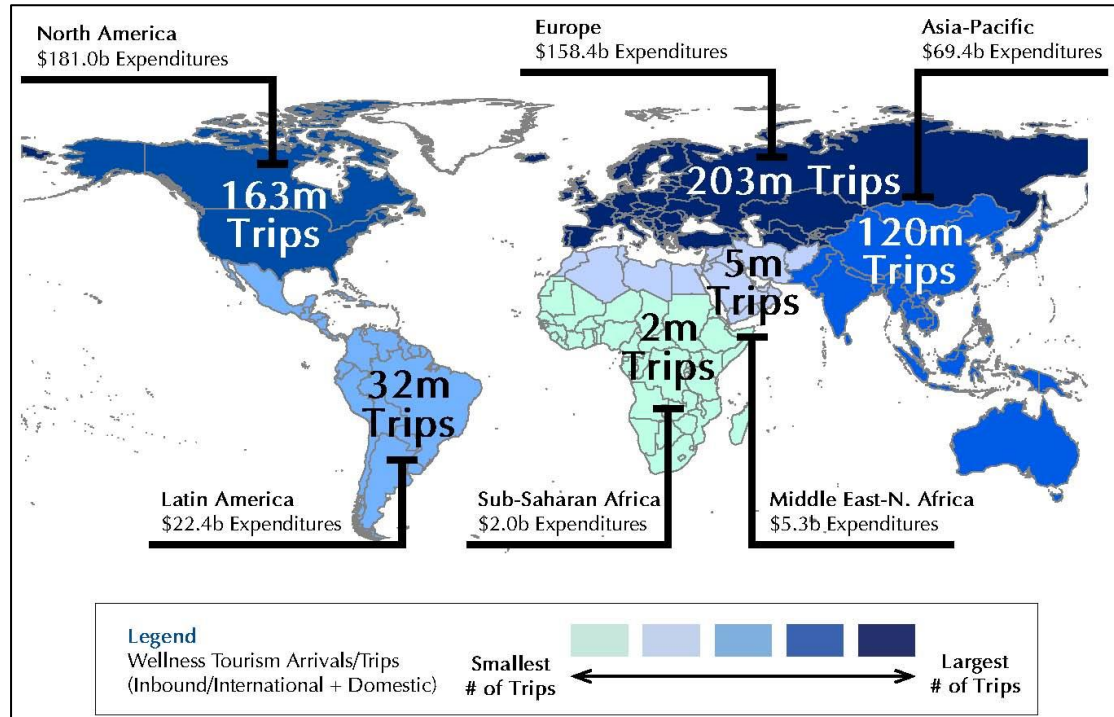 North America
$181.0b Expenditures
Europe
$158.4b Expenditures
Asia-Pacific
$69.4b Expenditures
163m
Trips
203m Trips
120m
Trips
5m
Trips
2m
Trips
32m
Trips
Latin America
$22.4b Expenditures
Sub-Saharan Africa
$2.0b Expenditures
Middle East-N. Africa
$5.3b Expenditures
Legend
Wellness Tourism Arrivals/Trips
(Inbound/International + Domestic)
Smallest
# of Trips
Largest
# of Trips